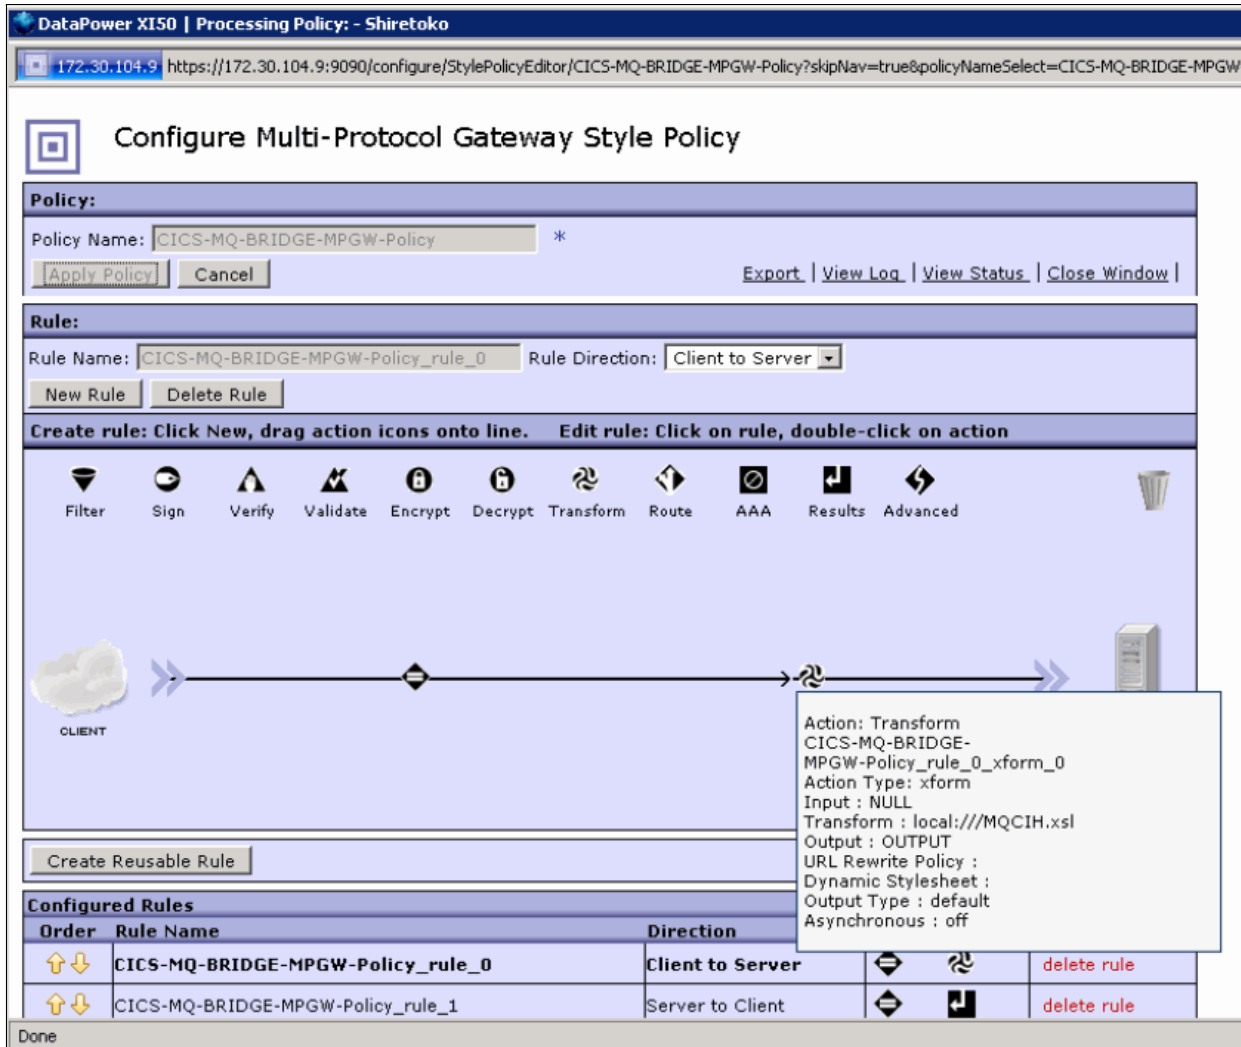 DataPower XI50 | Processing Policy: - Shiretoko
172.30.104.9 https://172.30.104.9:9090/configure/StylePolicyEditor/CICS-MQ-BRIDGE-MPGW-Policy?skipNav=true&policyNameSelect=CICS-MQ-BRIDGE-MPGW
Configure Multi-Protocol Gateway Style Policy
Policy:
Policy Name: CICS-MQ-BRIDGE-MPGW-Policy *
Apply Policy Cancel Export | View Log | View Status | Close Window |
Rule:
Rule Name: CICS-MQ-BRIDGE-MPGW-Policy_rule_0 Rule Direction: Client to Server
New Rule Delete Rule
Create rule: Click New, drag action icons onto line. Edit rule: Click on rule, double-click on action
Filter Sign Verify Validate Encrypt Decrypt Transform Route AAA Results Advanced
CLIENT
Action: Transform
CICS-MQ-BRIDGE-
MPGW-Policy_rule_0_xform_0
Action Type: xform
Input : NULL
Transform : local:///MQCIH.xsl
Output : OUTPUT
URL Rewrite Policy :
Dynamic Stylesheet :
Output Type : default
Asynchronous : off
Create Reusable Rule
Configured Rules
Order Rule Name Direction
CICS-MQ-BRIDGE-MPGW-Policy_rule_0 Client to Server delete rule
CICS-MQ-BRIDGE-MPGW-Policy_rule_1 Server to Client delete rule
Done